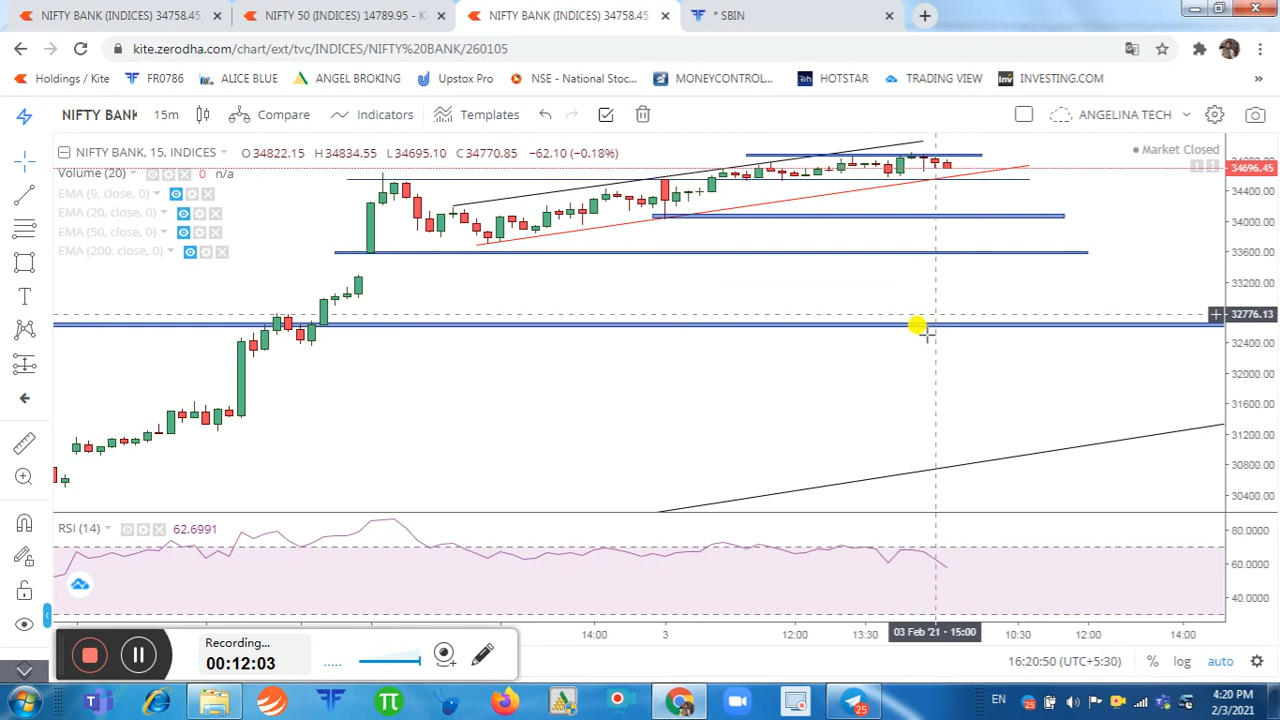 NIFTY BANK (INDICES) 34758.45
NIFTY 50 (INDICES) 14789.95 - K
NIFTY BANK (INDICES) 34758.45
* SBIN
kite.zerodha.com/chart/ext/tvc/INDICES/NIFTY%20BANK/260105
Holdings / Kite
FR0786
ALICE BLUE
ANGEL BROKING
Upstox Pro
NSE - National Stoc...
MONEYCONTROL...
HOTSTAR
TRADING VIEW
INVESTING.COM
»
NIFTY BANK
15m
Compare
Indicators
Templates
ANGELINA TECH
NIFTY BANK, 15, INDICES
O 34822.15 H 34834.55 L 34695.10 C 34770.85 -62.10 (-0.18%)
Market Closed
Volume (20) 0 n/a
EMA (9, close, 0)
EMA (20, close, 0)
EMA (50, close, 0)
EMA (200, close, 0)
34696.45
34400.00
34000.00
33600.00
33200.00
32776.13
32400.00
32000.00
31600.00
31200.00
30800.00
30400.00
RSI (14) 62.6991
80.0000
60.0000
40.0000
14:00
3
12:00
13:30
03 Feb '21 - 15:00
10:30
12:00
14:00
Recording...
00:12:03
16:20:50 (UTC+5:30)
%
log
auto
EN
25
25
4:20 PM
2/3/2021